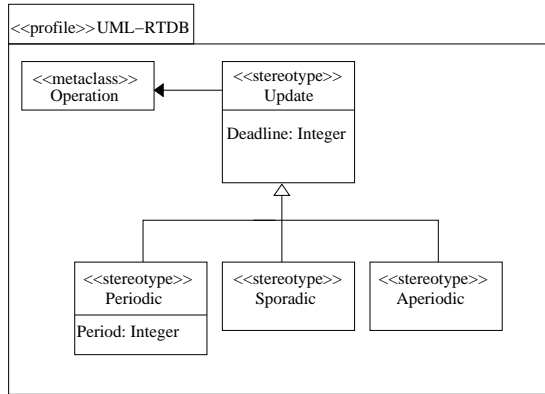 <<profile>>UML−RTDB
<<metaclass>>
Operation
<<stereotype>>
Update
Deadline: Integer
<<stereotype>>
Periodic
Period: Integer
<<stereotype>>
Sporadic
<<stereotype>>
Aperiodic